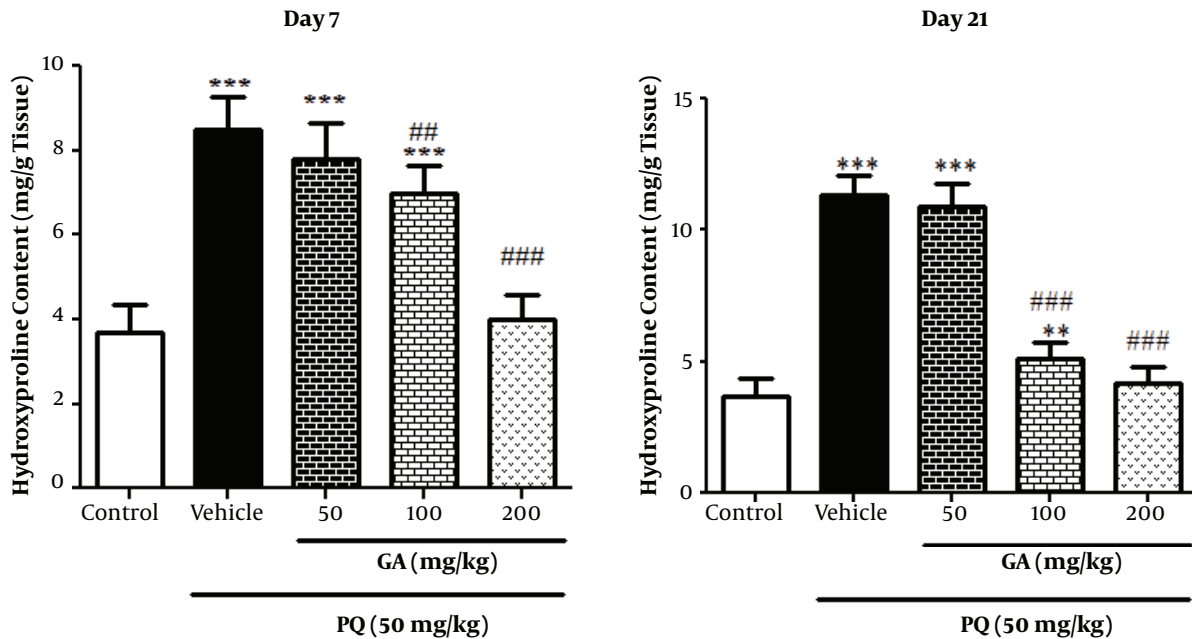 Day 7
Hydroxyproline Content (mg/g Tissue)
10
8
6
4
2
0
***
***
##
***
###
Control Vehicle 50 100 200
GA (mg/kg)
PQ (50 mg/kg)
Day 21
Hydroxyproline Content (mg/g Tissue)
15
10
5
0
***
***
###
**
###
Control Vehicle 50 100 200
GA (mg/kg)
PQ (50 mg/kg)